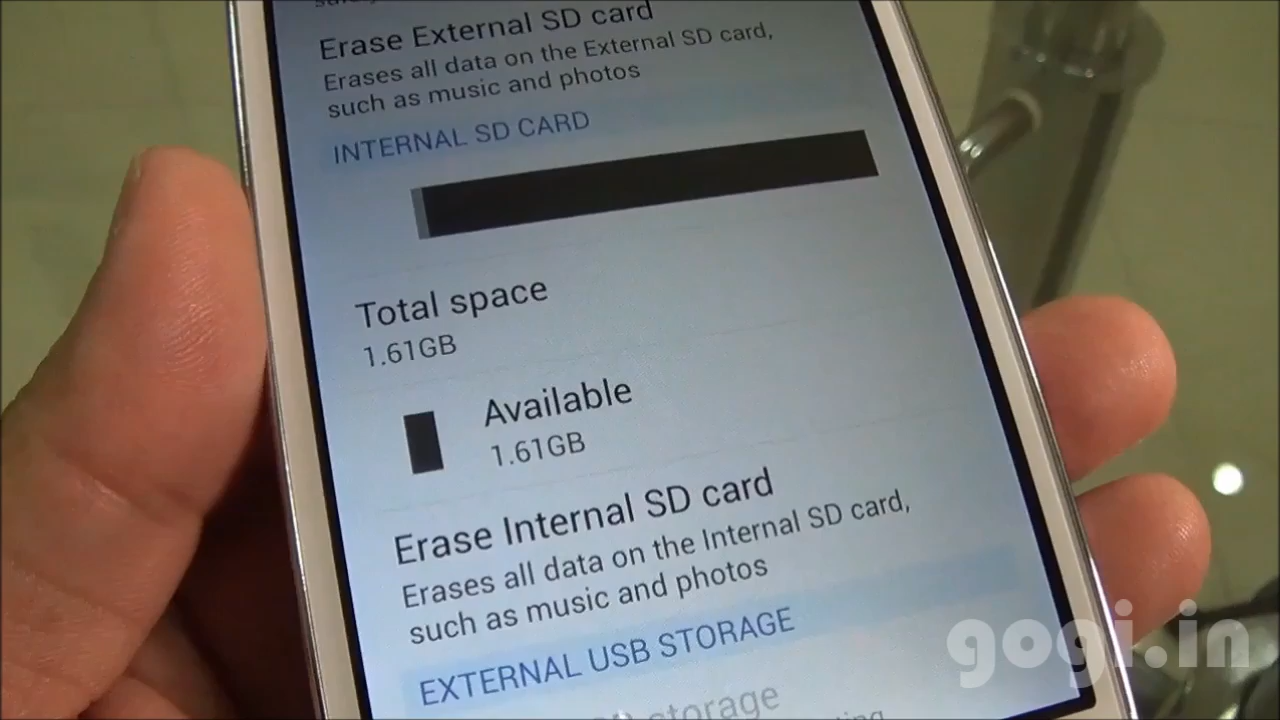 Erase External SD card
Erases all data on the External SD card,
such as music and photos
INTERNAL SD CARD
Total space
1.61GB
Available
1.61GB
Erase Internal SD card
Erases all data on the Internal SD card,
such as music and photos
EXTERNAL USB STORAGE
storage
gogi.in